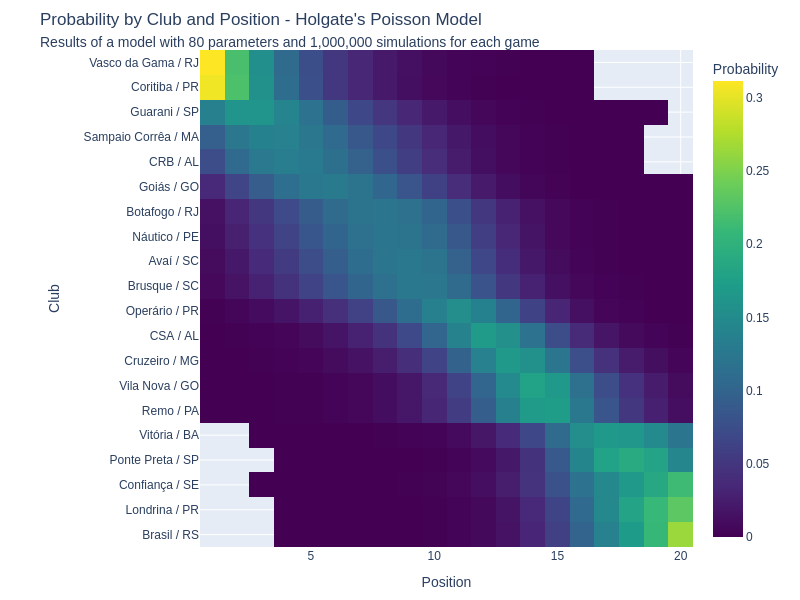 Probability by Club and Position - Holgate's Poisson Model
Results of a model with 80 parameters and 1,000,000 simulations for each game
Probability
Vasco da Gama / RJ
Coritiba / PR
Guarani / SP
Sampaio Corrêa / MA
CRB / AL
Goiás / GO
Botafogo / RJ
Náutico / PE
Avaí / SC
Brusque / SC
Operário / PR
CSA / AL
Cruzeiro / MG
Vila Nova / GO
Remo / PA
Vitória / BA
Ponte Preta / SP
Confiança / SE
Londrina / PR
Brasil / RS
Club
5
10
15
20
Position
0.3
0.25
0.2
0.15
0.1
0.05
0